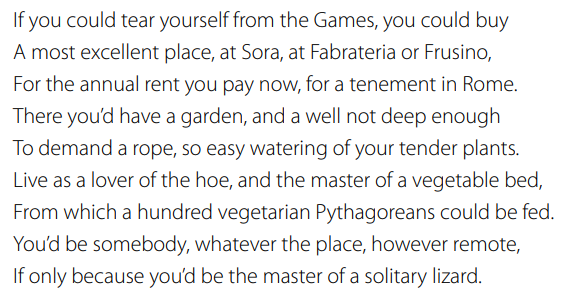 If you could tear yourself from the Games, you could buy
A most excellent place, at Sora, at Fabrateria or Frusino,
For the annual rent you pay now, for a tenement in Rome.
There you’d have a garden, and a well not deep enough
To demand a rope, so easy watering of your tender plants.
Live as a lover of the hoe, and the master of a vegetable bed,
From which a hundred vegetarian Pythagoreans could be fed.
You’d be somebody, whatever the place, however remote,
If only because you’d be the master of a solitary lizard.